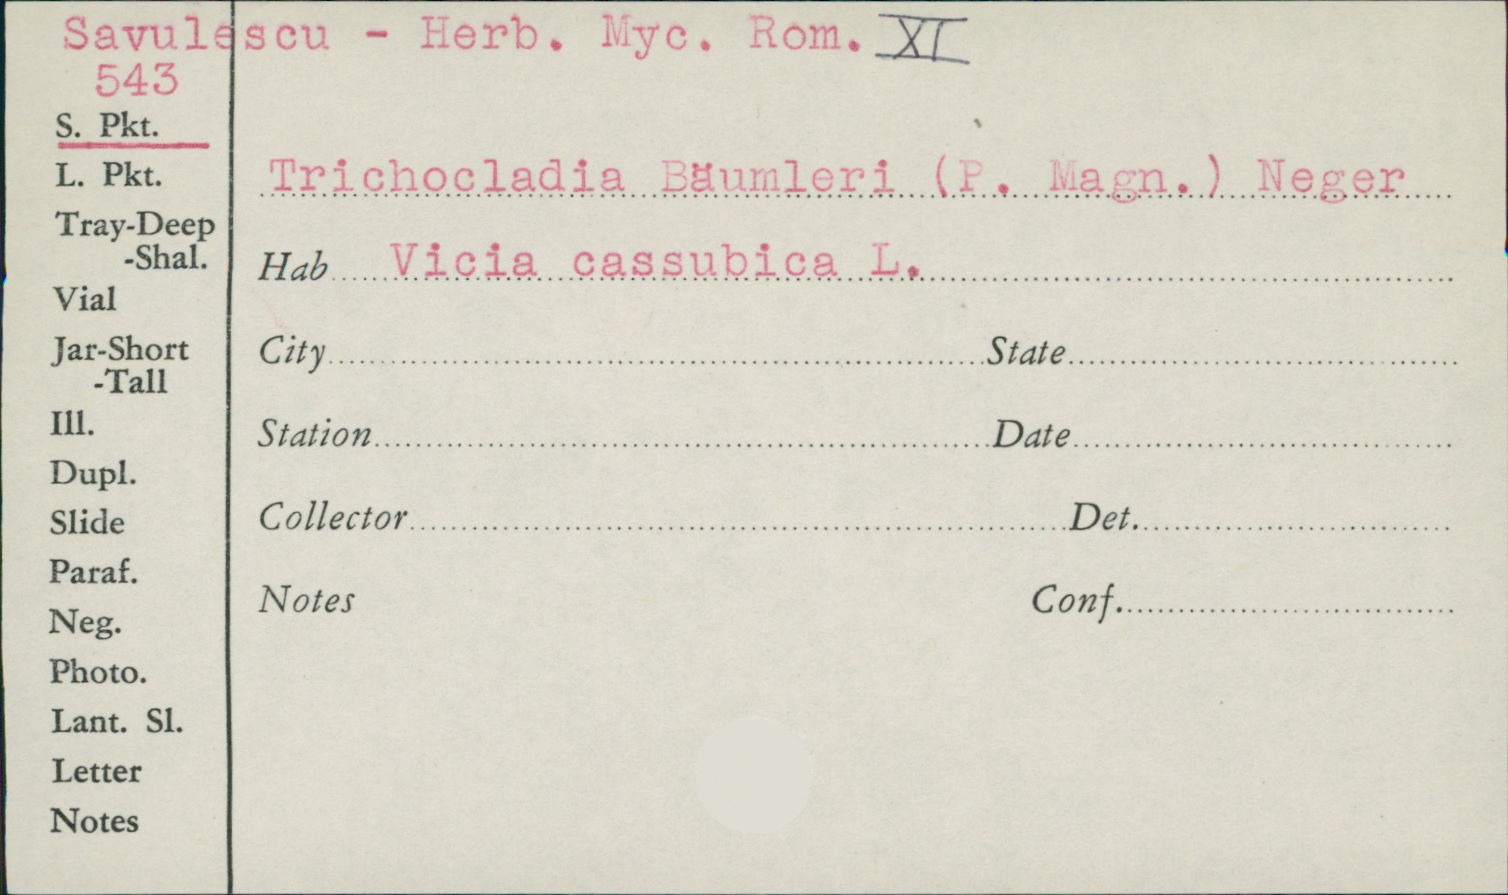 Savulescu - Herb. Myc. Rom. XI
543
S. Pkt.
L. Pkt.
Tray-Deep
-Shal.
Vial
Jar-Short
-Tall
Ill.
Dupl.
Slide
Paraf.
Neg.
Photo.
Lant. Sl.
Letter
Notes
Trichocladia Bäumleri (P. Magn.) Neger
Hab Vicia cassubica L.
City State
Station Date
Collector Det.
Notes Conf.